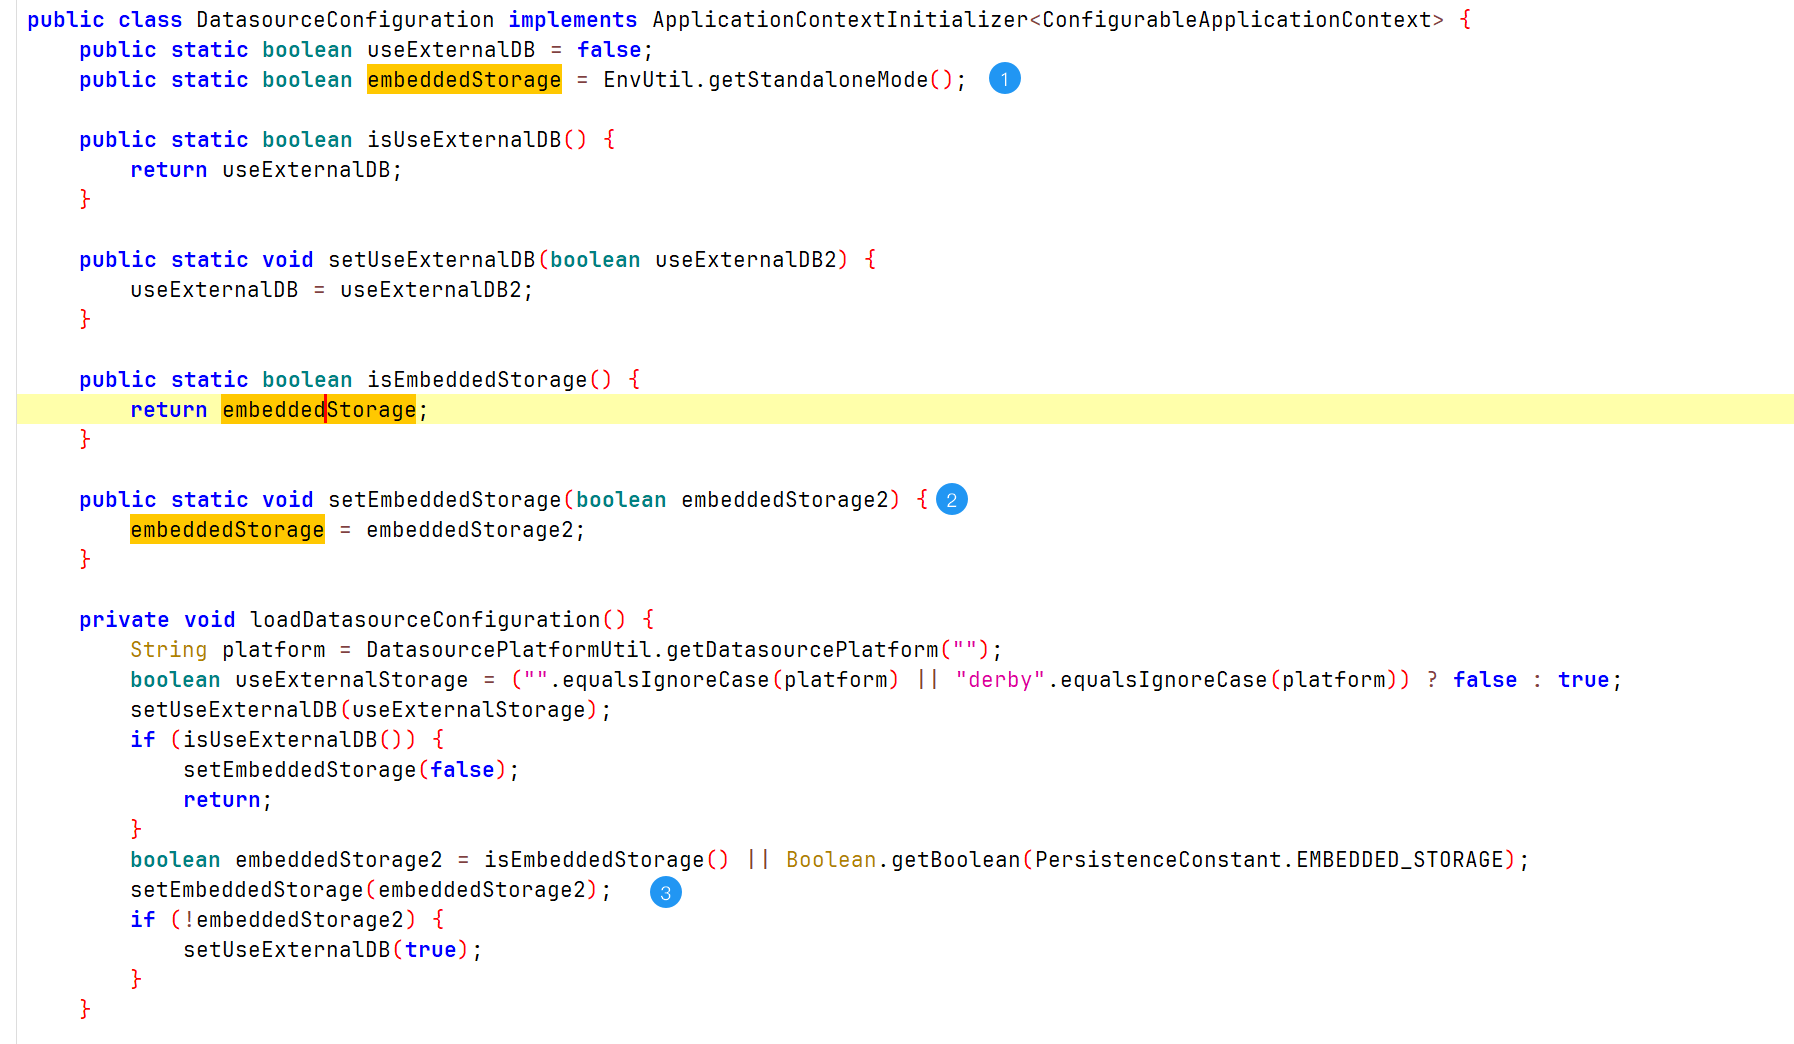 public class DatasourceConfiguration implements ApplicationContextInitializer<ConfigurableApplicationContext> {
    public static boolean useExternalDB = false;
    public static boolean embeddedStorage = EnvUtil.getStandaloneMode(); 1

    public static boolean isUseExternalDB() {
        return useExternalDB;
    }

    public static void setUseExternalDB(boolean useExternalDB2) {
        useExternalDB = useExternalDB2;
    }

    public static boolean isEmbeddedStorage() {
        return embeddedStorage;
    }

    public static void setEmbeddedStorage(boolean embeddedStorage2) { 2
        embeddedStorage = embeddedStorage2;
    }

    private void loadDatasourceConfiguration() {
        String platform = DatasourcePlatformUtil.getDatasourcePlatform("");
        boolean useExternalStorage = ("".equalsIgnoreCase(platform) || "derby".equalsIgnoreCase(platform)) ? false : true;
        setUseExternalDB(useExternalStorage);
        if (isUseExternalDB()) {
            setEmbeddedStorage(false);
            return;
        }
        boolean embeddedStorage2 = isEmbeddedStorage() || Boolean.getBoolean(PersistenceConstant.EMBEDDED_STORAGE);
        setEmbeddedStorage(embeddedStorage2); 3
        if (!embeddedStorage2) {
            setUseExternalDB(true);
        }
    }